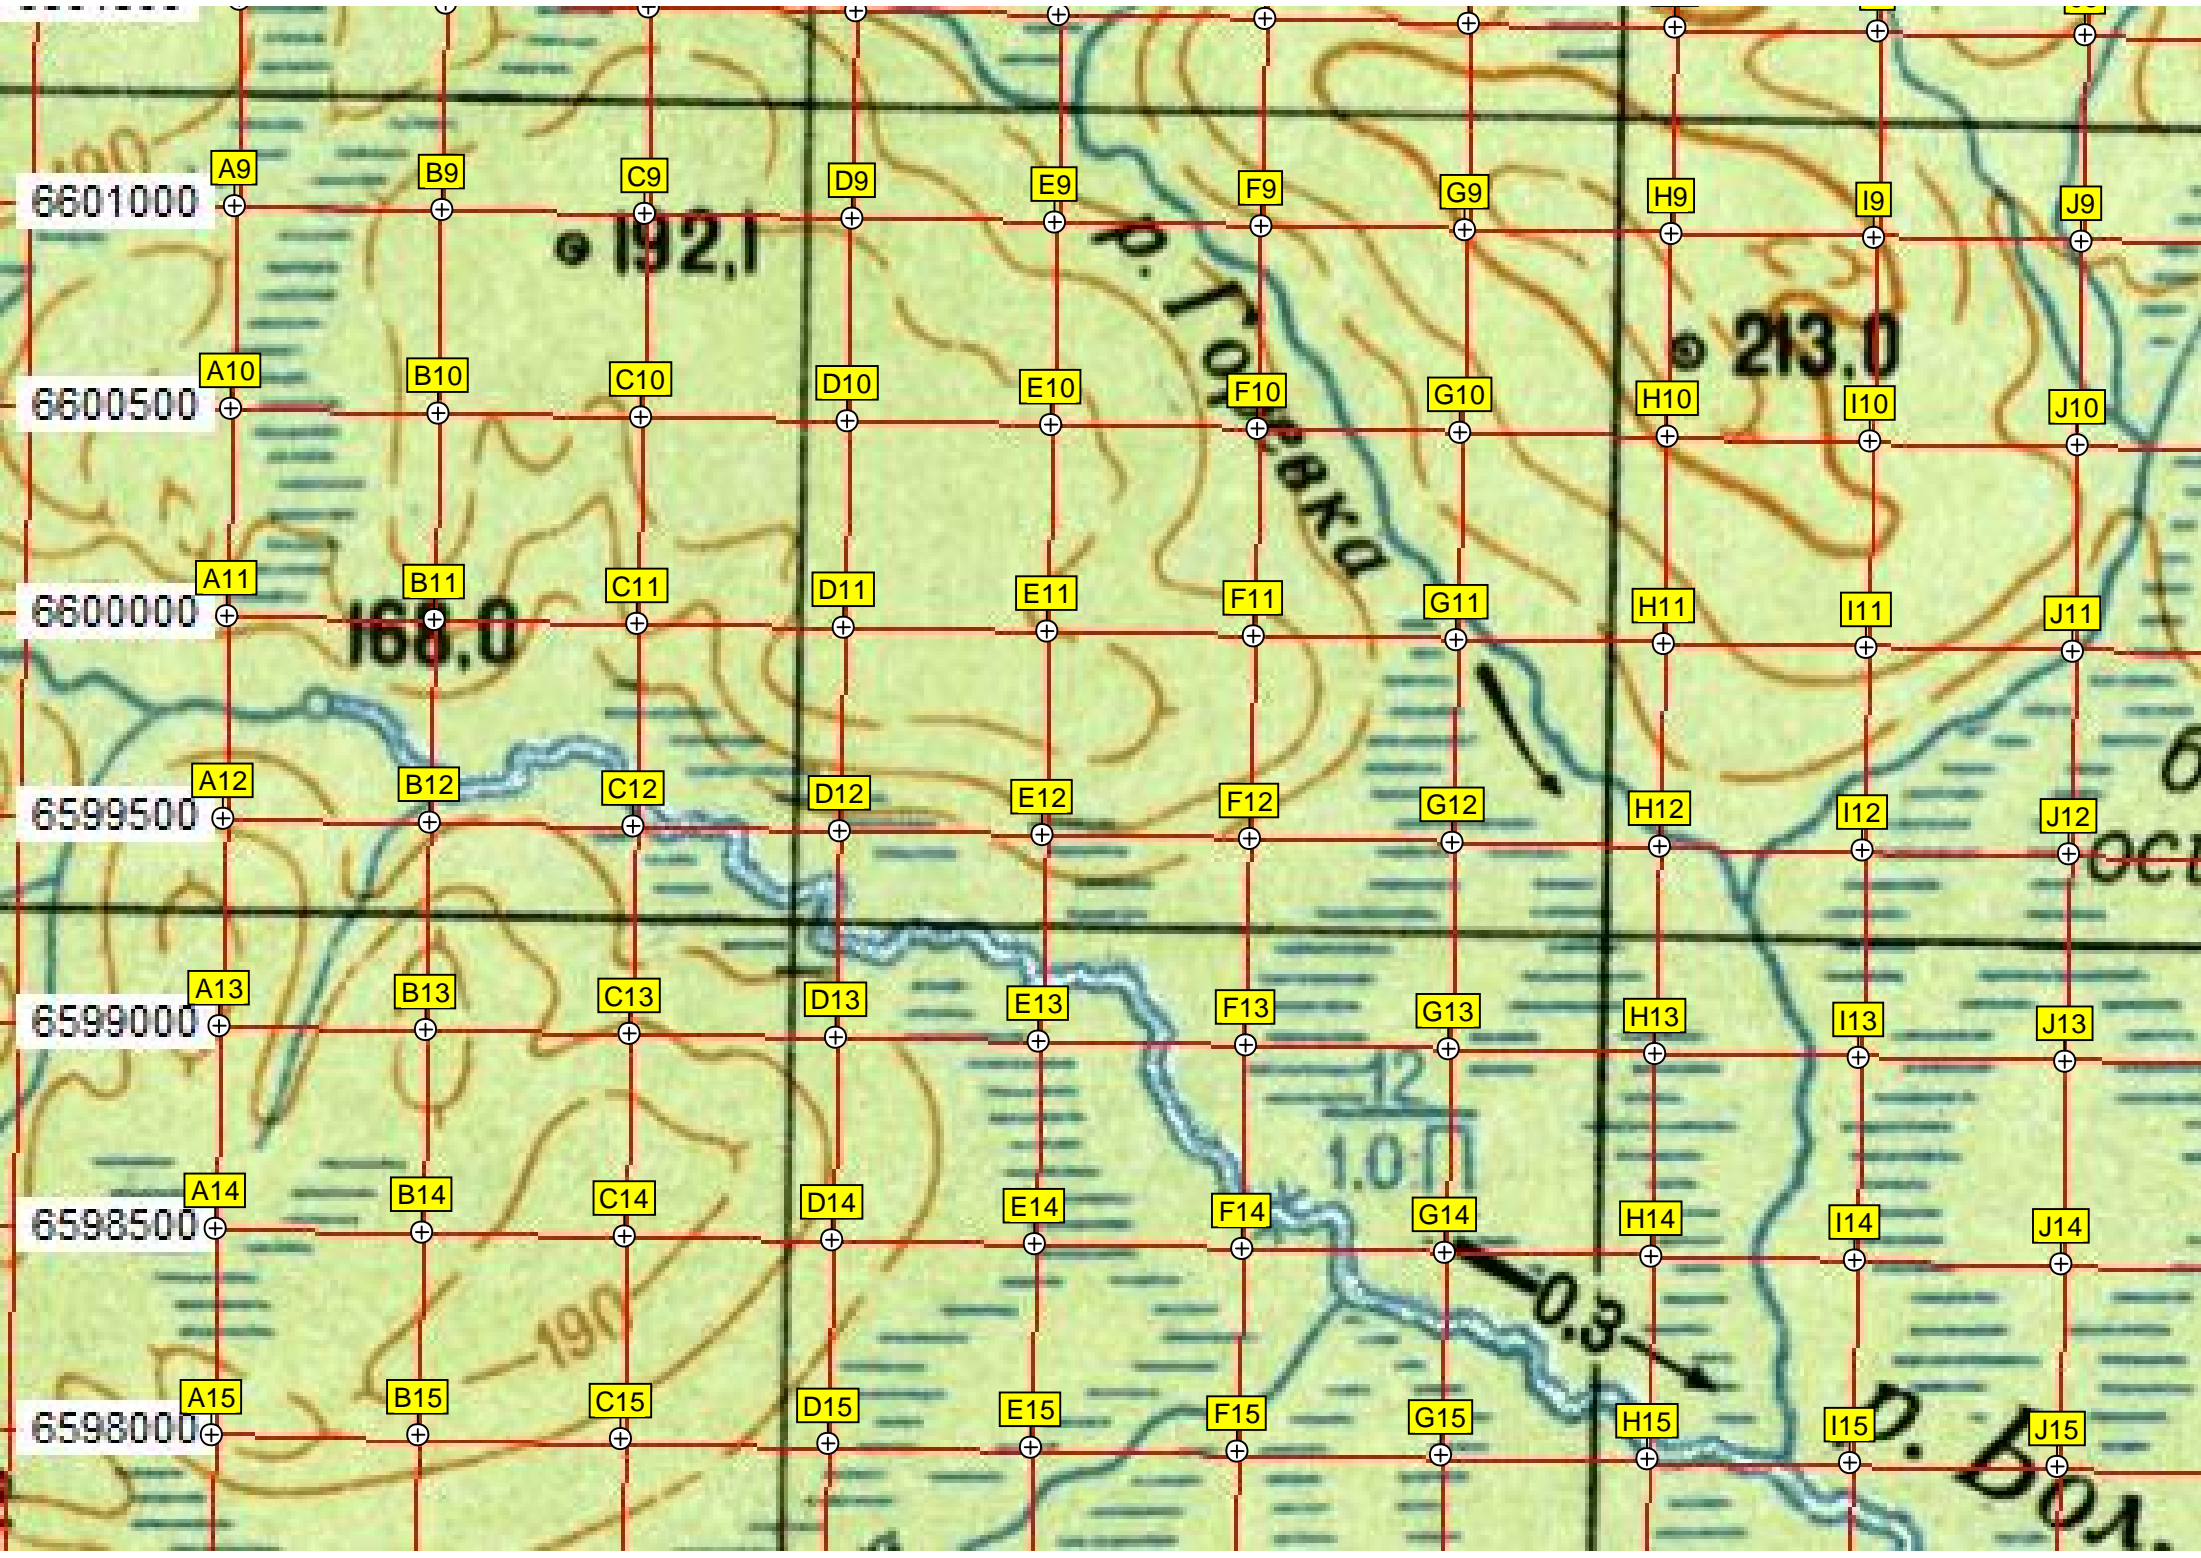 190
A9 B9 C9 D9 E9 F9 G9 H9 I9 J9
6601000
192,1
р. Горевка
213.0
A10 B10 C10 D10 E10 F10 G10 H10 I10 J10
6600500
A11 B11 C11 D11 E11 F11 G11 H11 I11 J11
6600000
168,0
A12 B12 C12 D12 E12 F12 G12 H12 I12 J12
6599500
A13 B13 C13 D13 E13 F13 G13 H13 I13 J13
6599000
12
1.0 П
A14 B14 C14 D14 E14 F14 G14 H14 I14 J14
6598500
0.3
190
A15 B15 C15 D15 E15 F15 G15 H15 I15 J15
6598000
р. Бол.